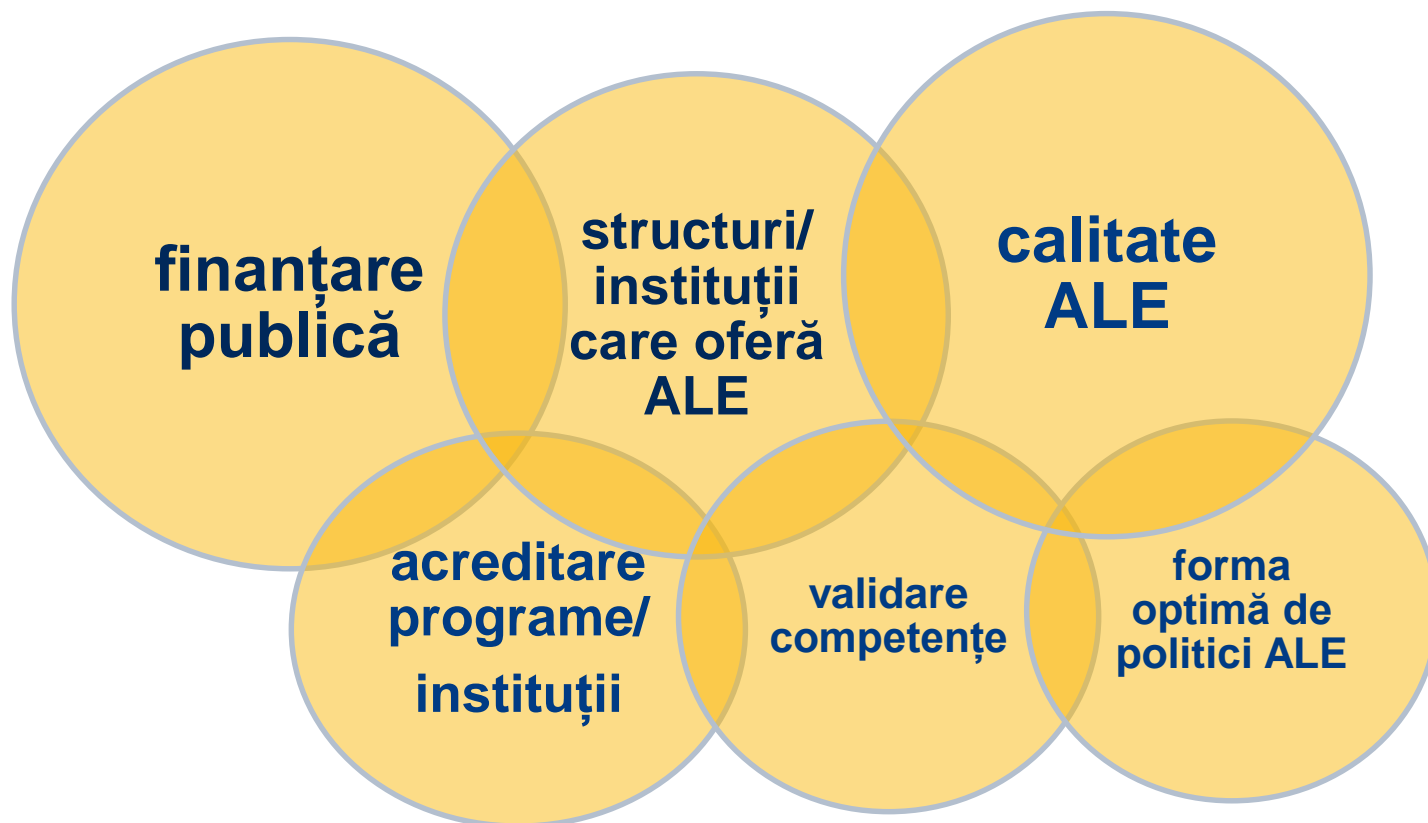 finanțare
publică
structuri/
instituții
care oferă
ALE
calitate
ALE
acreditare
programe/
instituții
validare
competențe
forma
optimă de
politici ALE